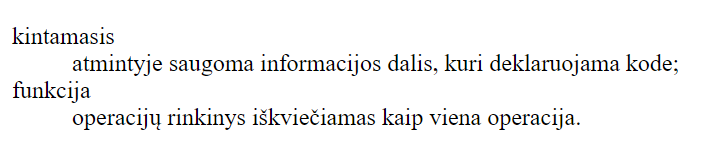 kintamasis
atmintyje saugoma informacijos dalis, kuri deklaruojama kode;
funkcija
operacijų rinkinys iškviečiamas kaip viena operacija.